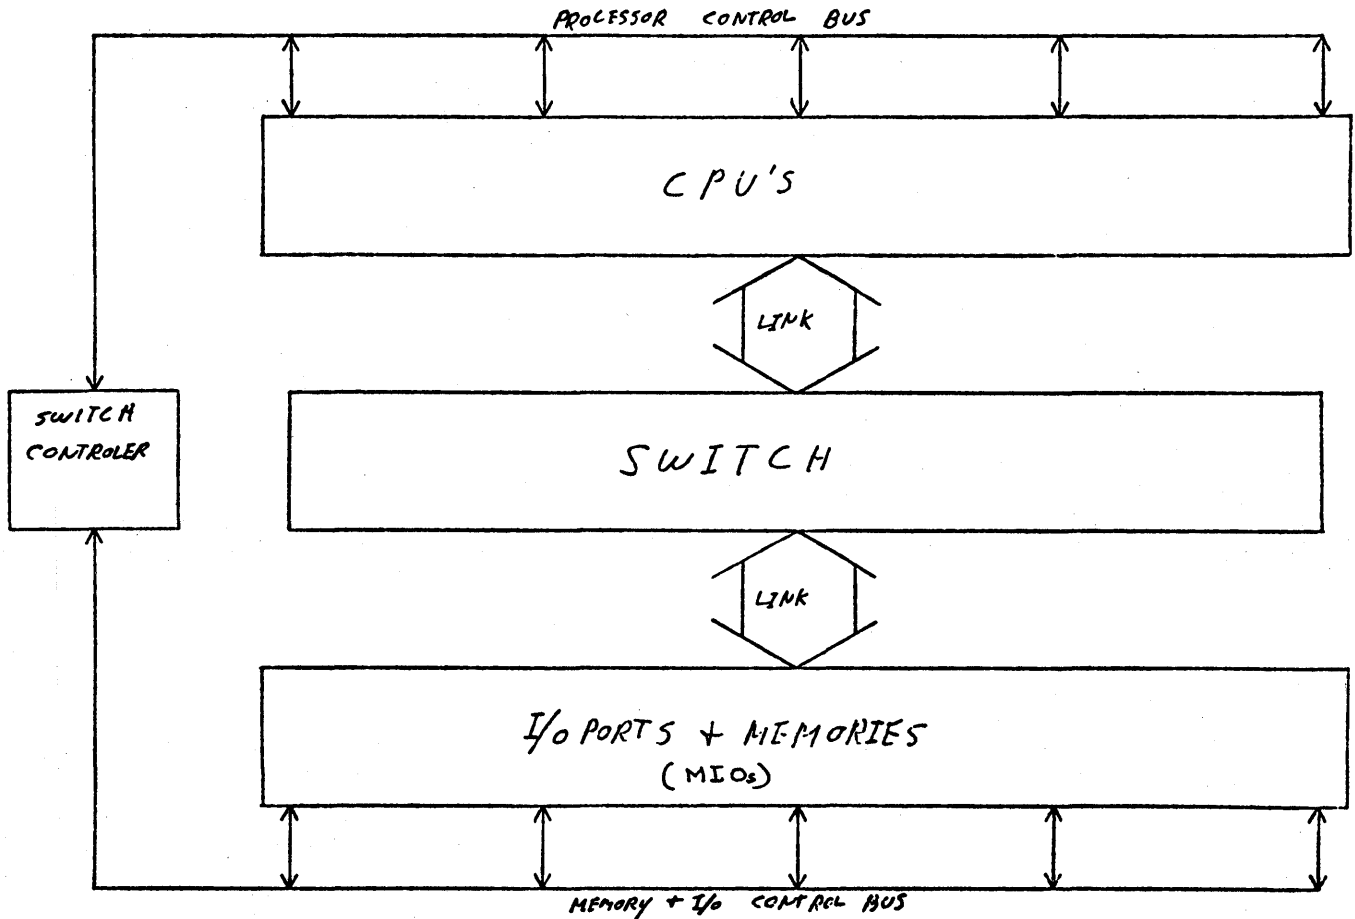 PROCESSOR CONTROL BUS
CPU'S
LINK
SWITCH
CONTROLER
SWITCH
LINK
I/O PORTS + MEMORIES
(MIOs)
MEMORY + I/O CONTROL BUS